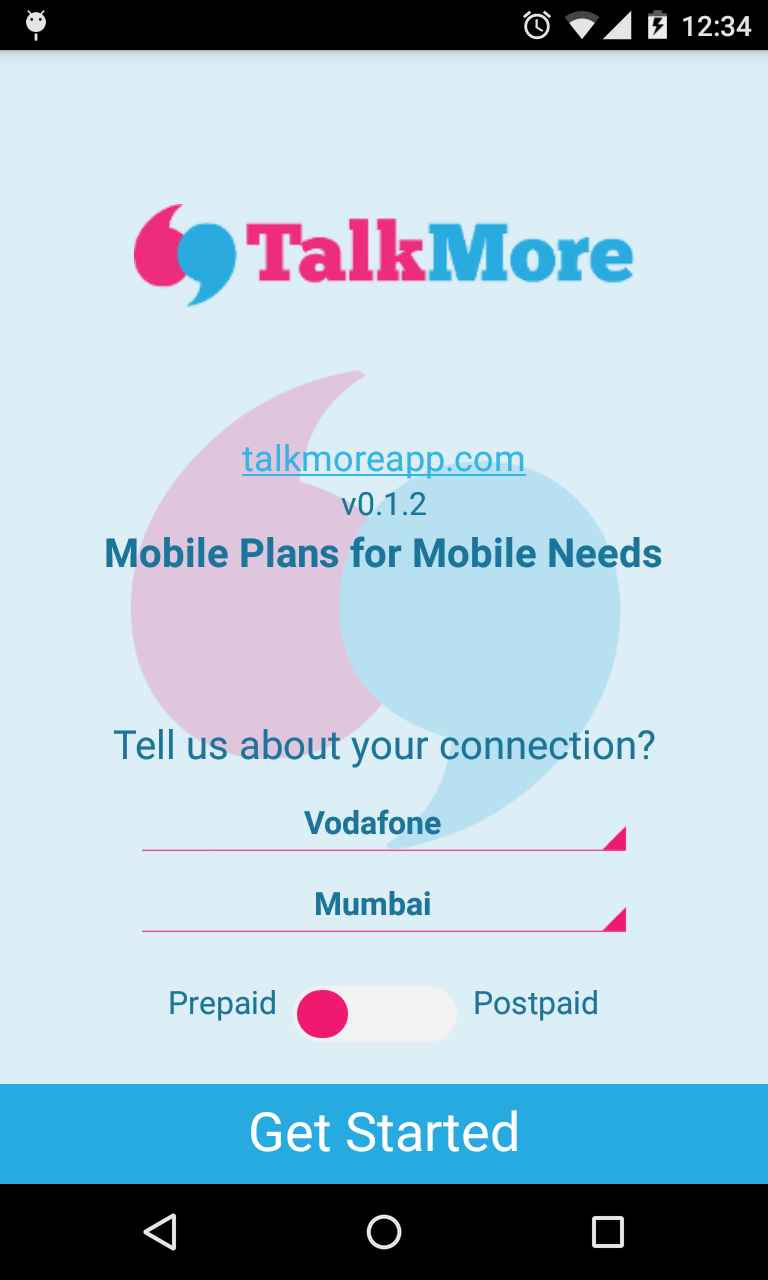 12:34
TalkMore
talkmoreapp.com
v0.1.2
Mobile Plans for Mobile Needs
Tell us about your connection?
Vodafone
Mumbai
Prepaid Postpaid
Get Started